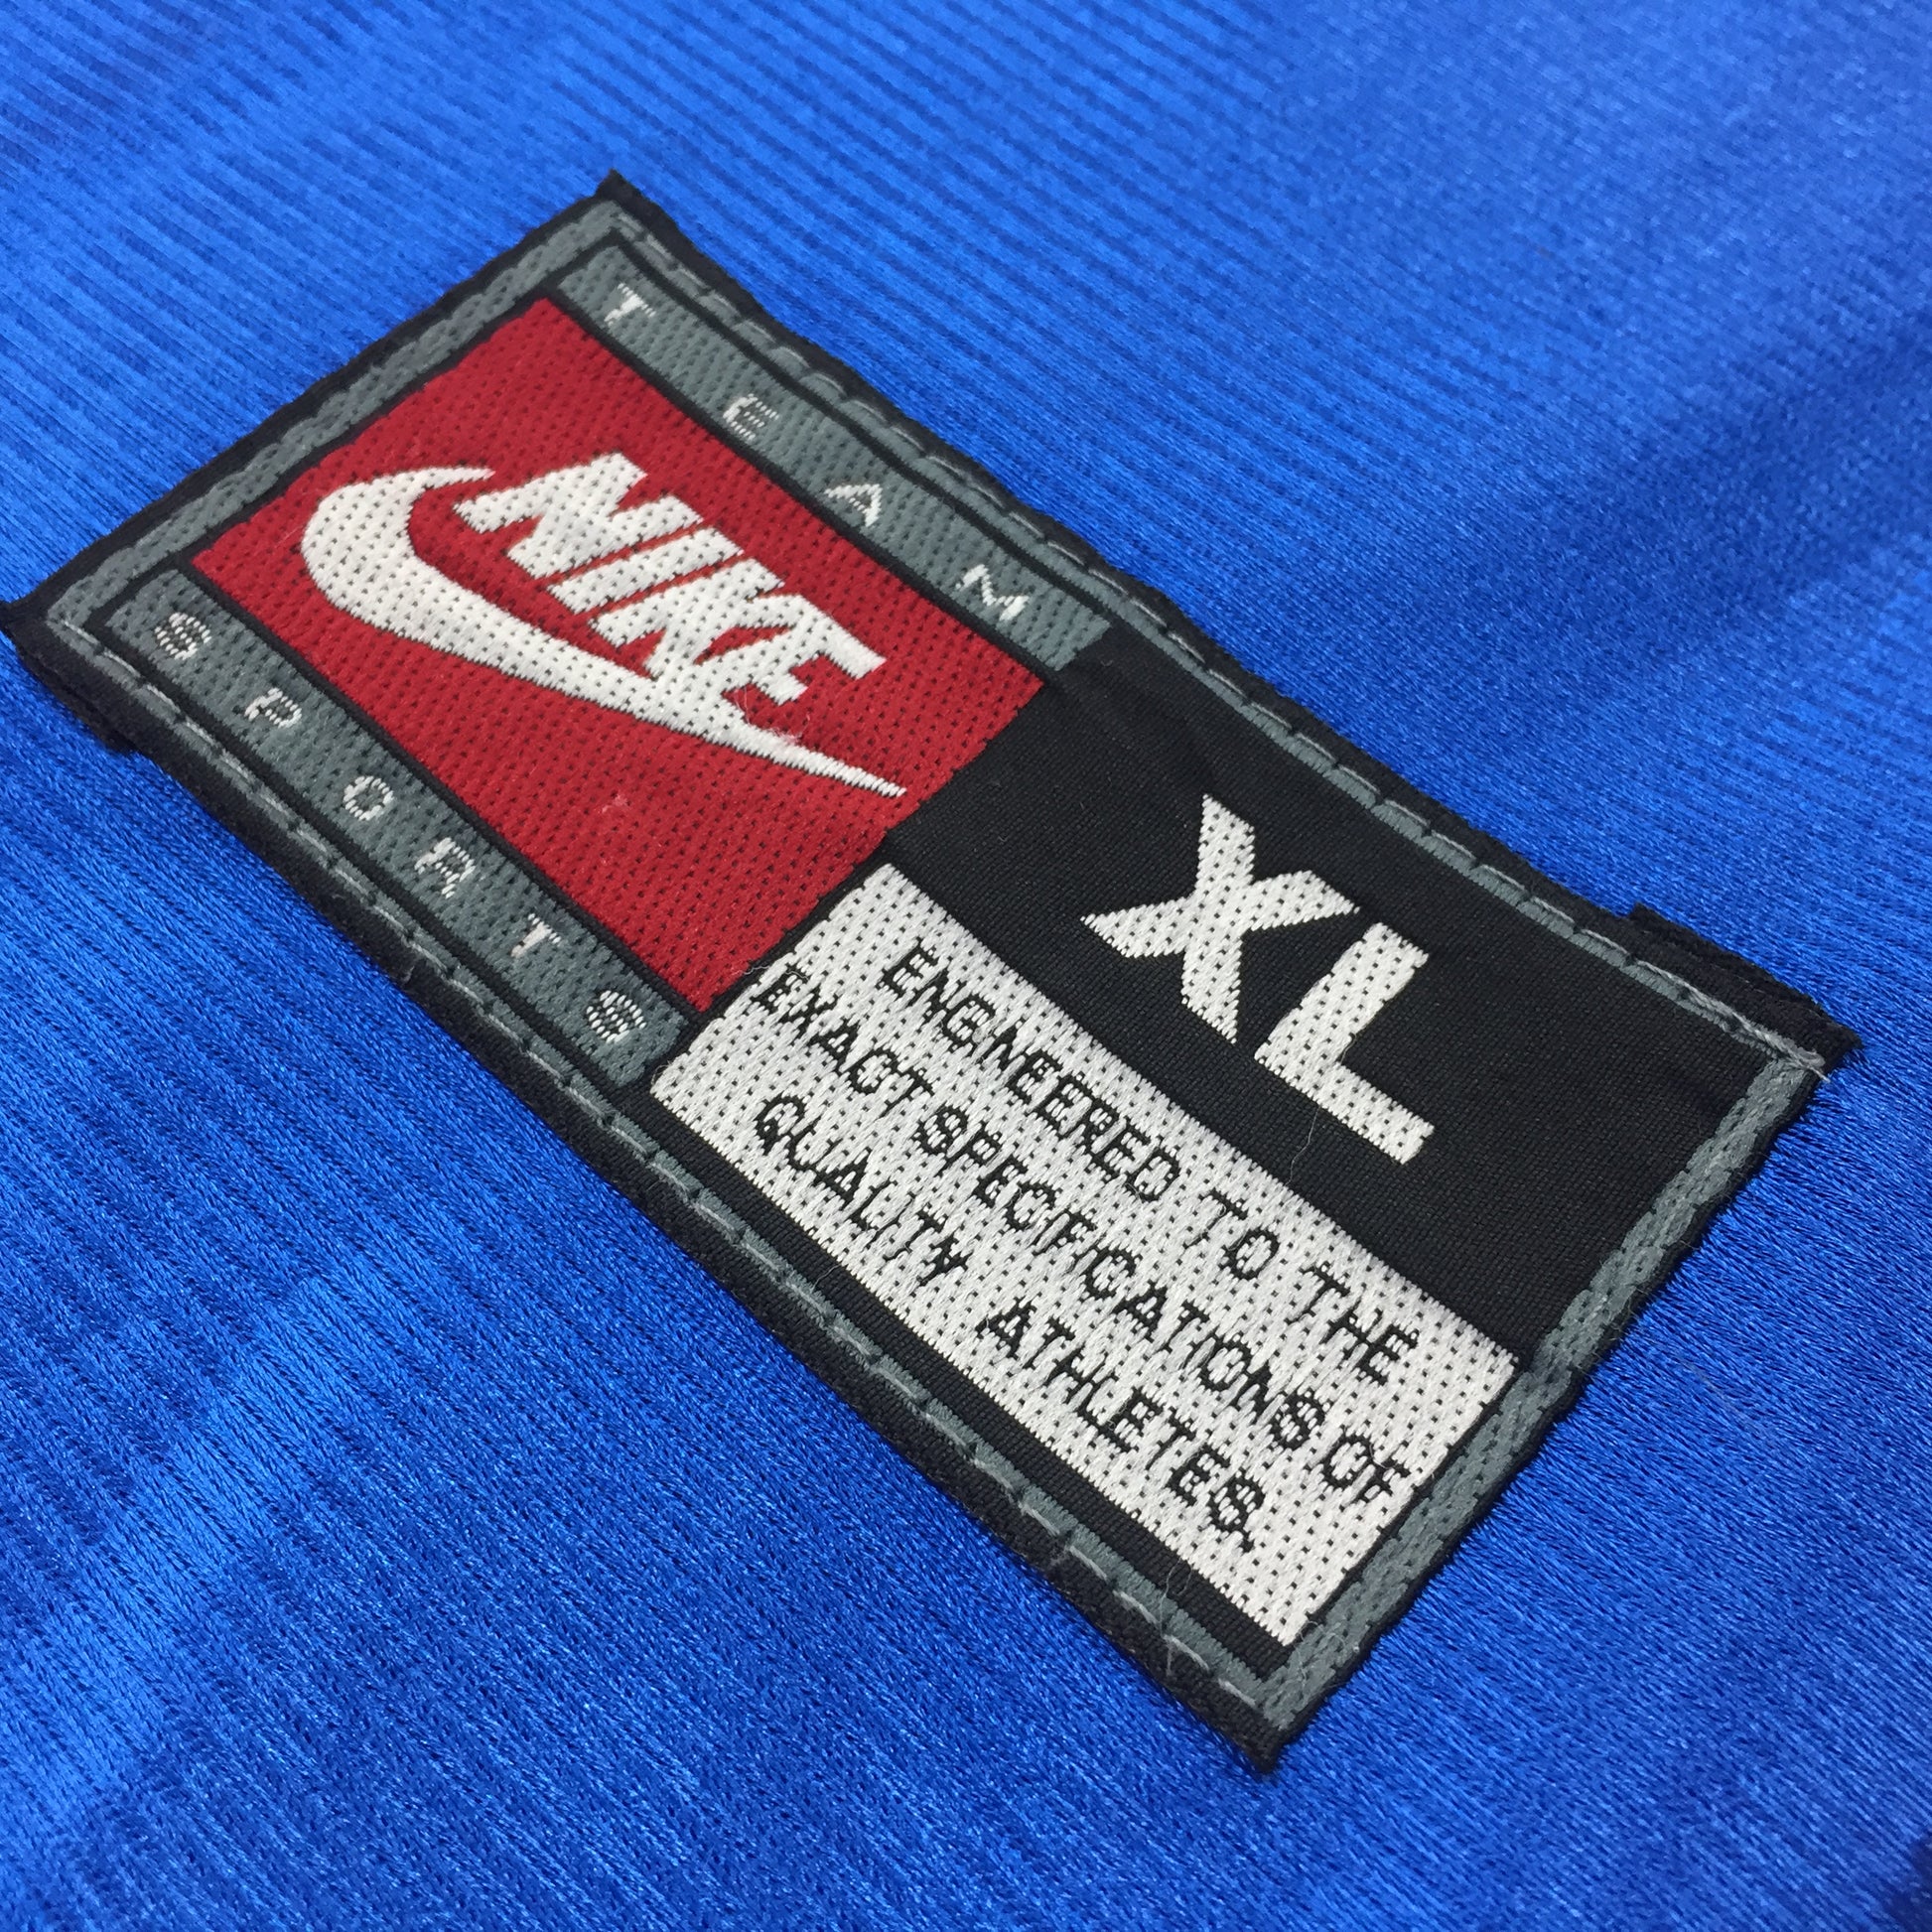 TEAM
NIKE
SPORTS
XL
ENGINEERED TO THE
EXACT SPECIFICATIONS OF
QUALITY ATHLETES.